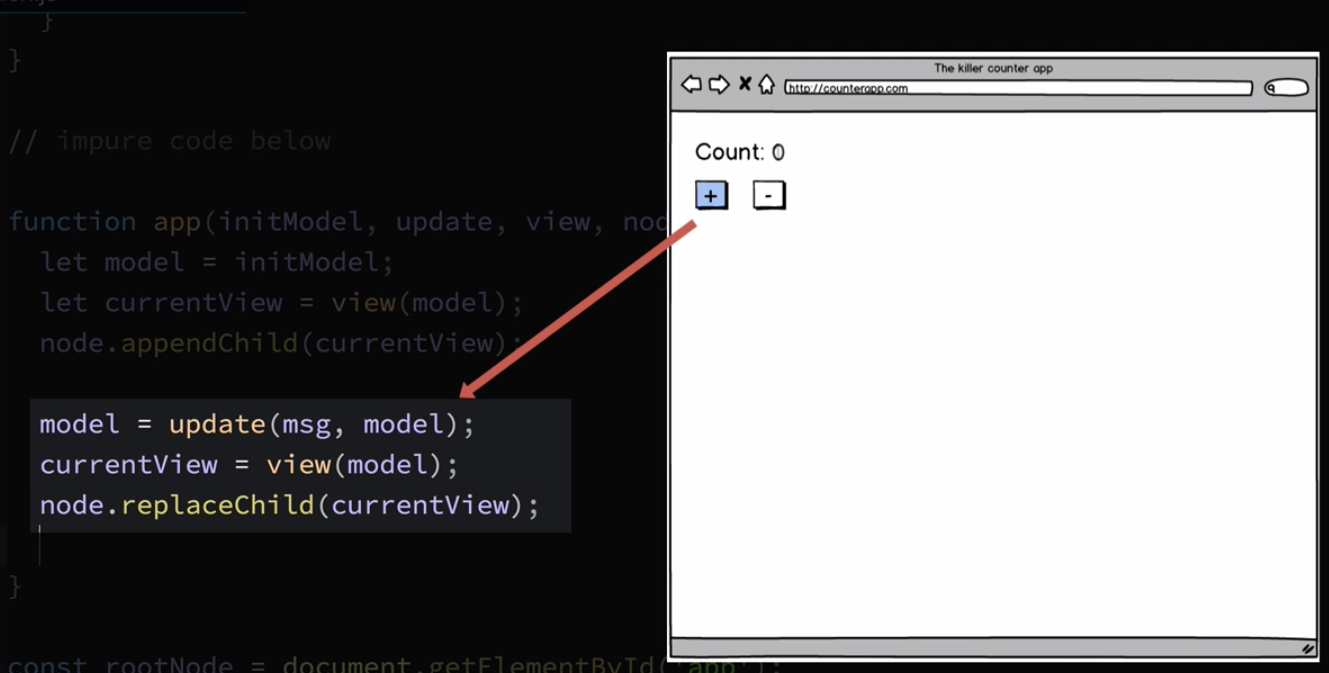 }
}
// impure code below
function app(initModel, update, view, nod
let model = initModel;
let currentView = view(model);
node.appendChild(currentView);
model = update(msg, model);
currentView = view(model);
node.replaceChild(currentView);
}
const rootNode = document.getElementById('app');
The killer counter app
http://counterapp.com
Count: 0
+ -